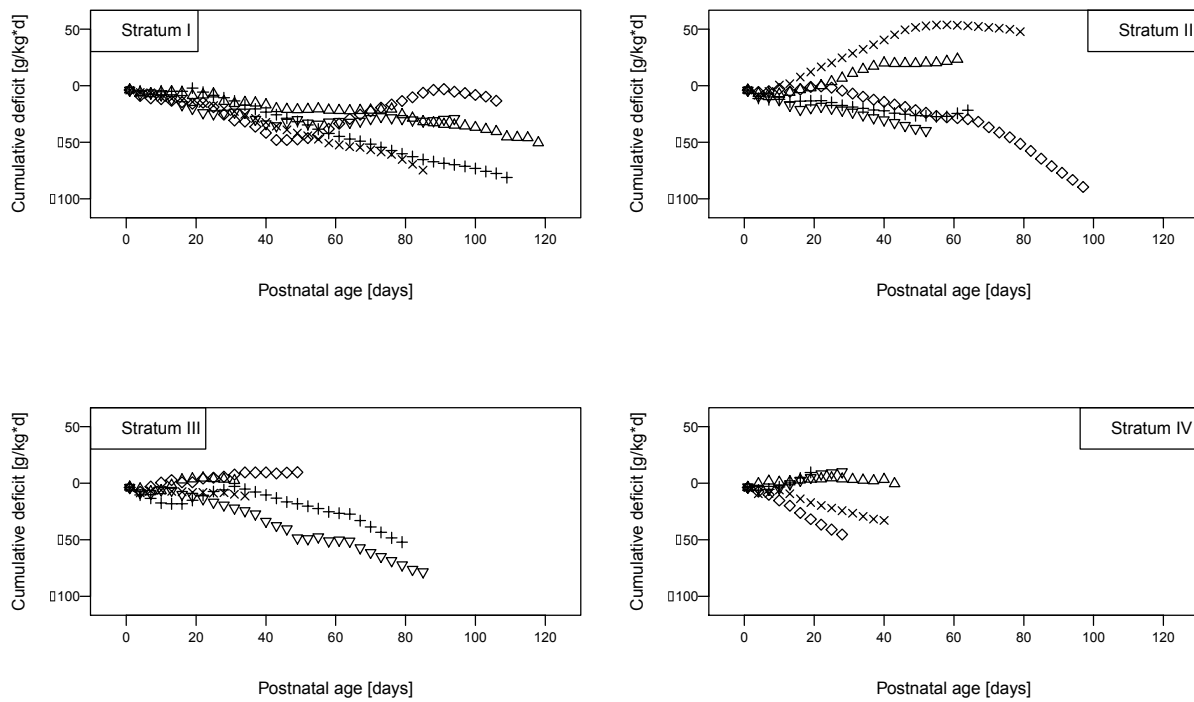 Stratum I
Cumulative deficit [g/kg*d]
50
0
▯50
▯100
0 20 40 60 80 100 120
Postnatal age [days]
Stratum II
Cumulative deficit [g/kg*d]
50
0
▯50
▯100
0 20 40 60 80 100 120
Postnatal age [days]
Stratum III
Cumulative deficit [g/kg*d]
50
0
▯50
▯100
0 20 40 60 80 100 120
Postnatal age [days]
Stratum IV
Cumulative deficit [g/kg*d]
50
0
▯50
▯100
0 20 40 60 80 100 120
Postnatal age [days]